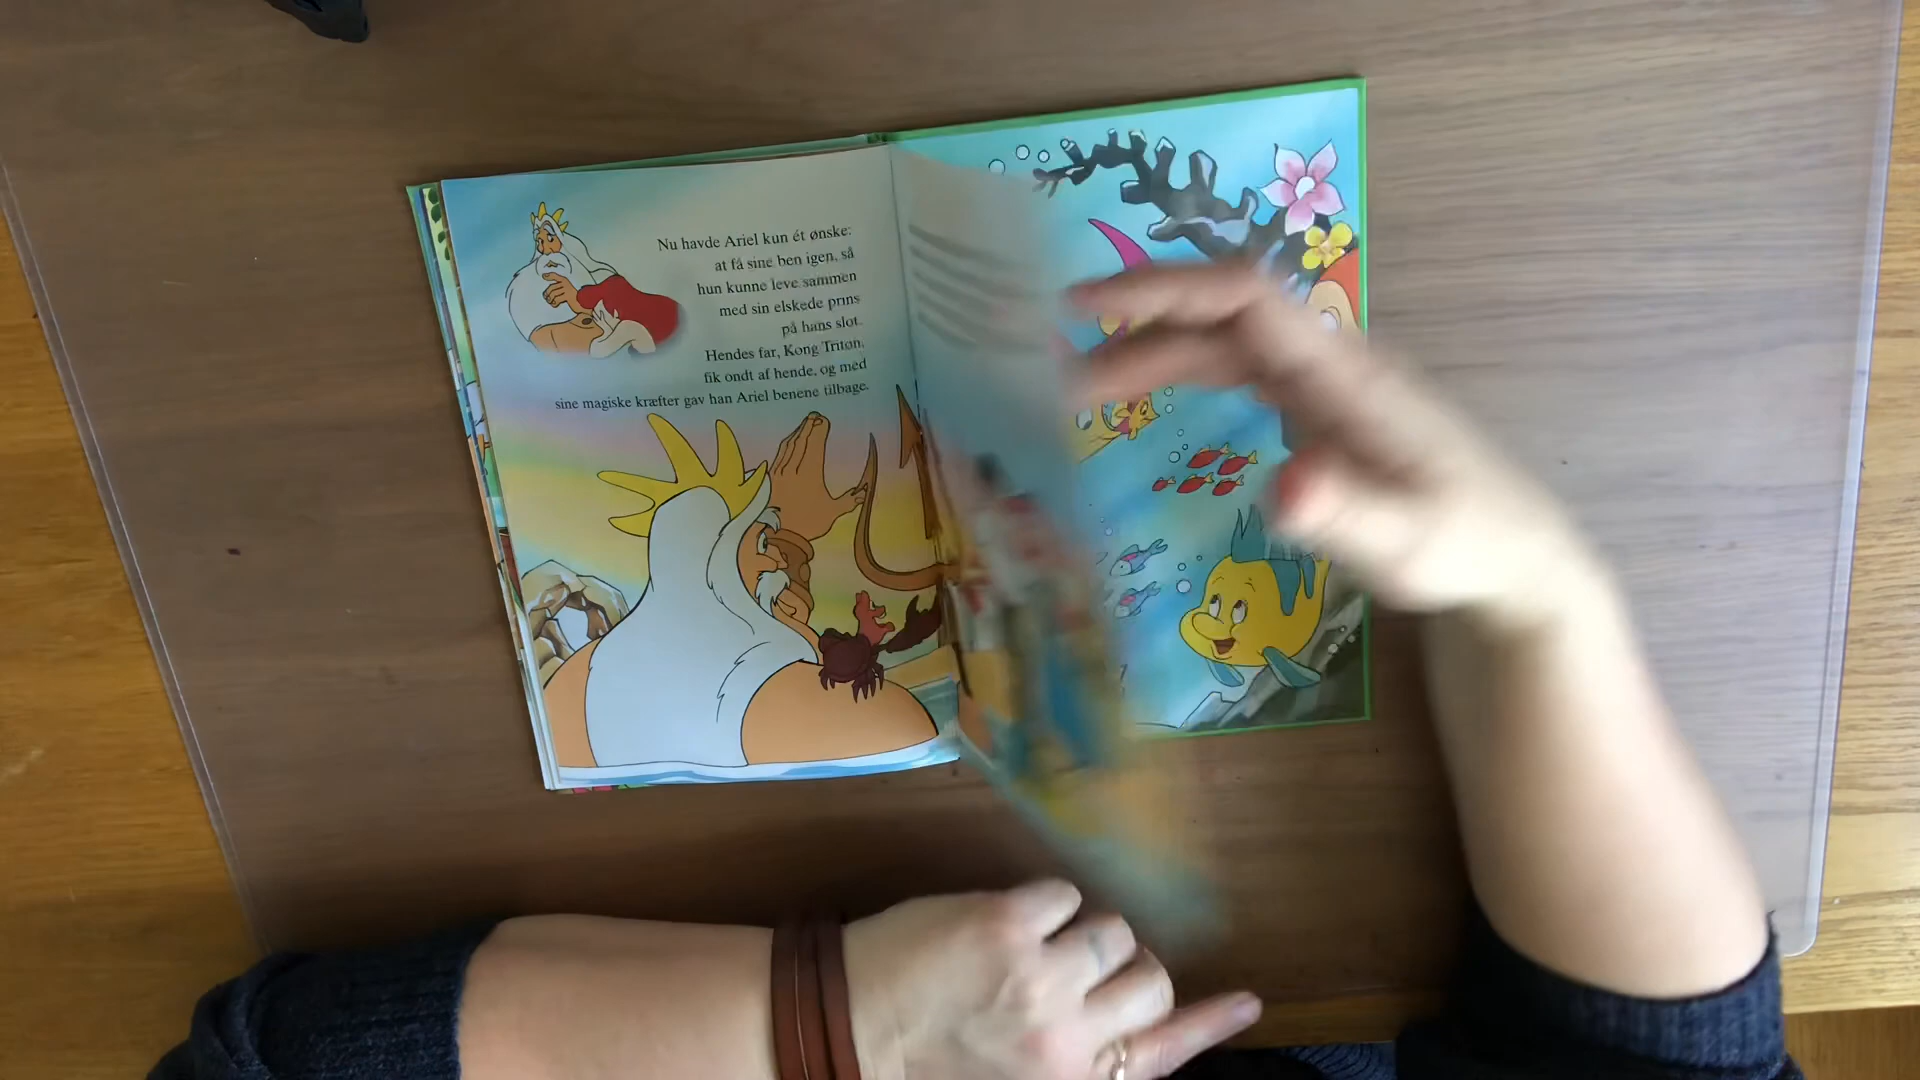 Nu havde Ariel kun ét ønske:
at få sine ben igen, så
hun kunne leve sammen
med sin elskede prins
på hans slot.
Hendes far, Kong Triton,
fik ondt af hende, og med
sine magiske kræfter gav han Ariel benene tilbage.